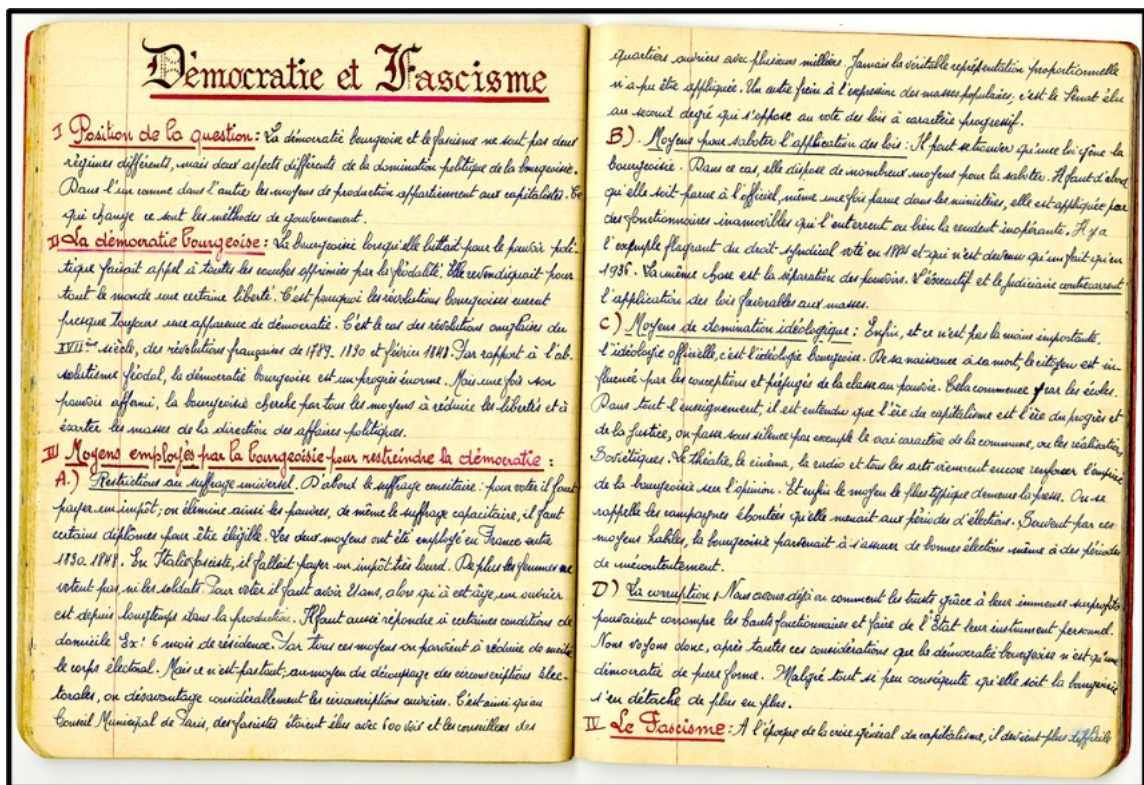 Démocratie et Fascisme
I Position de la question: La démocratie bourgeoise et le fascisme ne sont pas deux
régimes différents, mais deux aspects différents de la domination politique de la bourgeoisie.
Dans l'un comme dans l'autre les moyens de production appartiennent aux capitalistes. Ce
qui change ce sont les méthodes de gouvernement.
II La démocratie bourgeoise: La bourgeoisie lorsqu'elle luttait pour le pouvoir poli-
tique faisait appel à toutes les couches opprimées par la féodalité. Elle revendiquait pour
tout le monde une certaine liberté. C'est pourquoi les révolutions bourgeoises eurent
presque toujours une apparence de démocratie. C'est le cas des révolutions anglaises du
XVIIème siècle, des révolutions françaises de 1789-1830 et février 1848. Par rapport à l'ab-
solutisme féodal, la démocratie bourgeoise est un progrès énorme. Mais une fois son
pouvoir affermi, la bourgeoisie cherche par tous les moyens à réduire les libertés et à
écarter les masses de la direction des affaires politiques.
III Moyens employés par la bourgeoisie pour restreindre la démocratie :
A.) Restrictions au suffrage universel. D'abord le suffrage censitaire : pour voter il faut
payer un impôt; on élimine ainsi les pauvres, de même le suffrage capacitaire, il faut
certains diplômes pour être éligible. Les deux moyens ont été employé en France entre
1830-1848. En Italie fasciste, il fallait payer un impôt très lourd. De plus les femmes ne
votent pas, ni les soldats. Pour voter il faut avoir 21 ans, alors qu'à cet âge, un ouvrier
est depuis longtemps dans la production. Il faut aussi répondre à certaines conditions de
domicile Ex: 6 mois de résidence. Par tous ces moyens on parvient à réduire de moitié
le corps électoral. Mais ce n'est pas tout, au moyen du découpage des circonscriptions élec-
torales, on désavantage considérablement les circonscriptions ouvrières. C'est ainsi qu'au
Conseil Municipal de Paris, des fascistes étaient élus avec 600 voix et les conseillers des
quartiers ouvriers avec plusieurs milliers. Jamais la véritable représentation proportionnelle
n'a pu être appliquée. Un autre frein à l'expression des masses populaires; c'est le Sénat élu
au second degré qui s'oppose au vote des lois à caractère progressif.
B). Moyens pour saboter l'application des lois : Il peut se trouver qu'une loi gêne la
bourgeoisie. Dans ce cas, elle dispose de nombreux moyens pour la saboter. Il faut d'abord
qu'elle soit parue à l'officiel, même une fois parue dans les ministères, elle est appliquée par
des fonctionnaires inamovibles qui l'enterrent ou bien la rendent inopérante. Il y a
l'exemple flagrant du droit syndical voté en 1884 et qui n'est devenu qu'un fait qu'en
1936. La même chose est la séparation des pouvoirs. L'éxécutif et le judiciaire contrecarrent
l'application des lois favorables aux masses.
C) Moyens de domination idéologique : Enfin, et ce n'est pas la moins importante.
l'idéologie officielle, c'est l'idéologie bourgeoise. De sa naissance à sa mort, le citoyen est in-
fluencé par les conceptions et préjugés de la classe au pouvoir. Cela commence par les écoles.
Dans tout l'enseignement, il est entendu que l'ère du capitalisme est l'ère du progrès et
de la Justice, on passe sous silence par exemple le vrai caractère de la commune, ou les réalisations
Soviétiques. Le théatre, le cinéma, la radio et tous les arts viennent encore renforcer l'emprise
de la bourgeoisie sur l'opinion. Et enfin le moyen le plus typique demeure la presse. On se
rappelle les campagnes éhontées qu'elle menait aux périodes d'élections. Souvent par ces
moyens habiles, la bourgeoisie parvenait à s'assurer de bonnes élections même à des périodes
de mécontentement.
D) La corruption, Nous avons déjà vu comment les trusts grâce à leur immense surprofits
pouvaient corrompre les hauts fonctionnaires et faire de l'État leur instrument personnel.
Nous voyons donc, après toutes ces considérations que la démocratie bourgeoise n'est qu'une
démocratie de pure forme. Malgré tout si peu conséquente qu'elle soit la bourgeoisie
s'en détache de plus en plus.
IV Le Fascisme: A l'époque de la crise général du capitalisme, il devient plus difficile